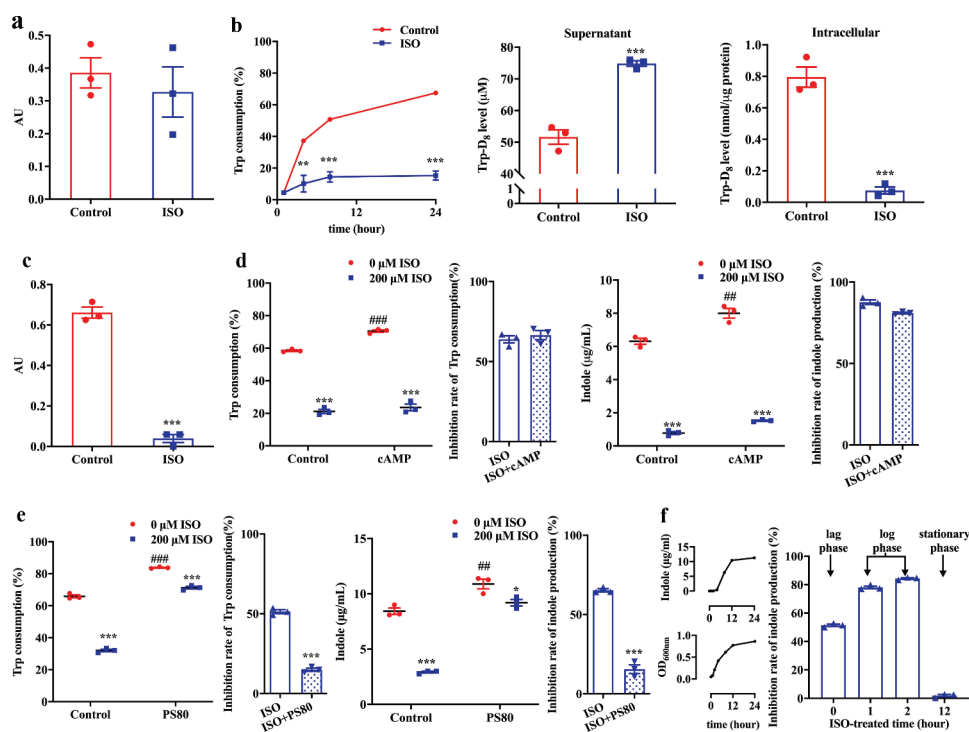 a
AU
0.5
0.4
0.3
0.2
0.1
0.0
Control
ISO
b
Control
ISO
Trp consumption (%)
100
80
60
40
20
0
**
***
***
0
12
24
time (hour)
Supernatant
Trp-D8 level (μM)
80
70
60
50
1
0
***
Control
ISO
Intracellular
Trp-D8 level (nmol/μg protein)
1.0
0.8
0.6
0.4
0.2
0.0
***
Control
ISO
c
AU
0.8
0.6
0.4
0.2
0.0
***
Control
ISO
d
0 μM ISO
200 μM ISO
Trp consumption (%)
100
80
60
40
20
0
###
***
***
Control
cAMP
Inhibition rate of Trp Consumption(%)
100
50
0
ISO
ISO+cAMP
0 μM ISO
200 μM ISO
Indole (μg/mL)
10
8
6
4
2
0
##
***
***
Control
cAMP
Inhibition rate of indole production (%)
100
50
0
ISO
ISO+cAMP
e
0 μM ISO
200 μM ISO
Trp consumption (%)
100
80
60
40
20
0
###
***
***
Control
PS80
Inhibition rate of Trp Consumption(%)
100
50
0
***
ISO
ISO+PS80
0 μM ISO
200 μM ISO
Indole (μg/mL)
15
10
5
0
##
*
***
Control
PS80
Inhibition rate of indole production (%)
100
50
0
***
ISO
ISO+PS80
f
Indole (μg/ml)
15
10
5
0
0
12
24
OD600nm
1.0
0.5
0.0
0
12
24
time (hour)
lag phase
log phase
stationary phase
Inhibition rate of indole production (%)
100
80
60
40
20
0
0
1
2
12
ISO-treated time (hour)